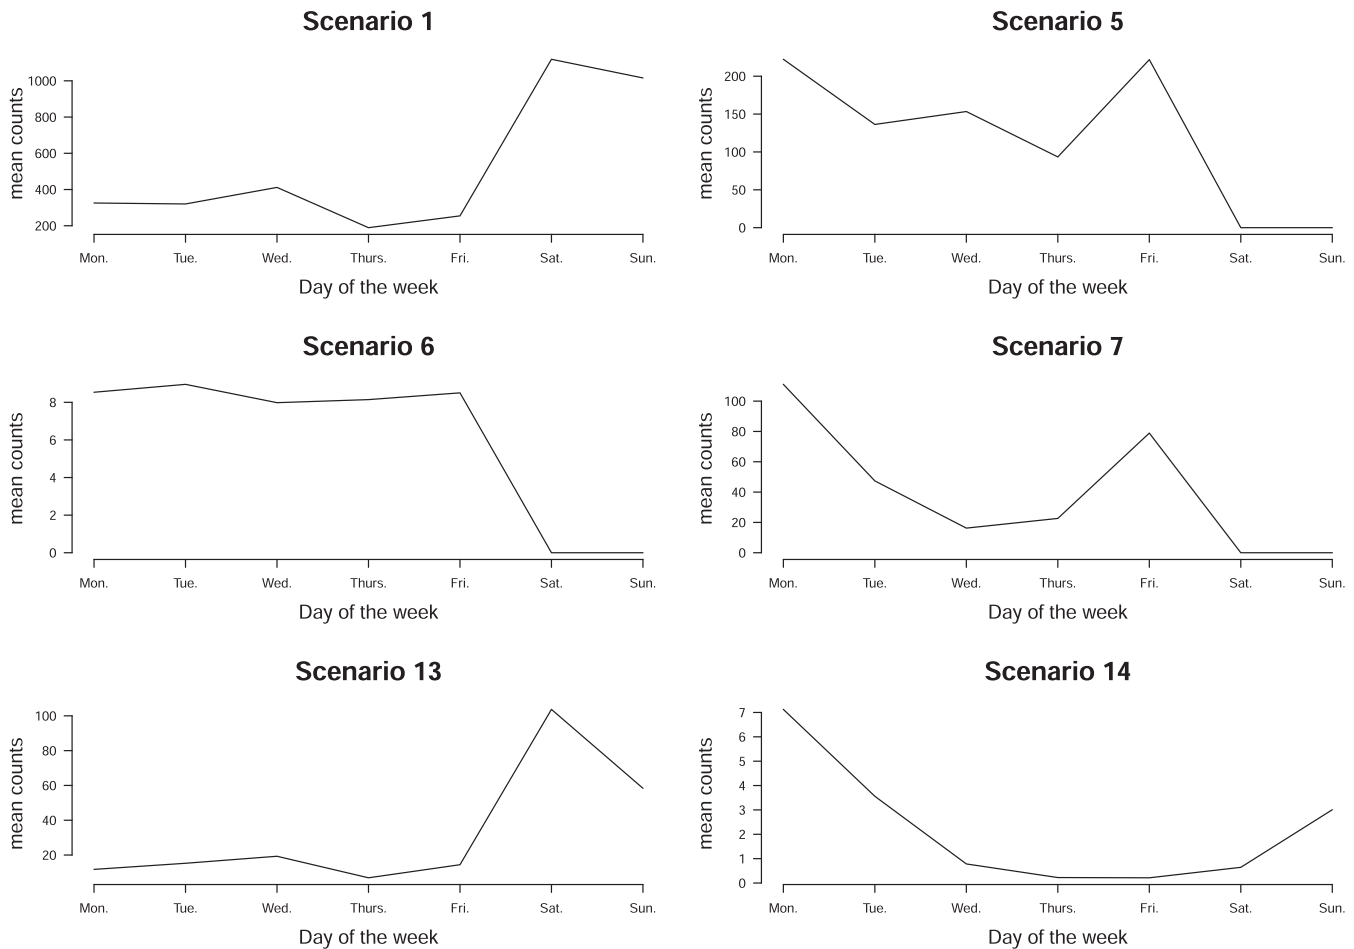 Scenario 1
mean counts
1000
800
600
400
200
Mon. Tue. Wed. Thurs. Fri. Sat. Sun.
Day of the week
Scenario 5
mean counts
200
150
100
50
0
Mon. Tue. Wed. Thurs. Fri. Sat. Sun.
Day of the week
Scenario 6
mean counts
8
6
4
2
0
Mon. Tue. Wed. Thurs. Fri. Sat. Sun.
Day of the week
Scenario 7
mean counts
100
80
60
40
20
0
Mon. Tue. Wed. Thurs. Fri. Sat. Sun.
Day of the week
Scenario 13
mean counts
100
80
60
40
20
Mon. Tue. Wed. Thurs. Fri. Sat. Sun.
Day of the week
Scenario 14
mean counts
7
6
5
4
3
2
1
0
Mon. Tue. Wed. Thurs. Fri. Sat. Sun.
Day of the week